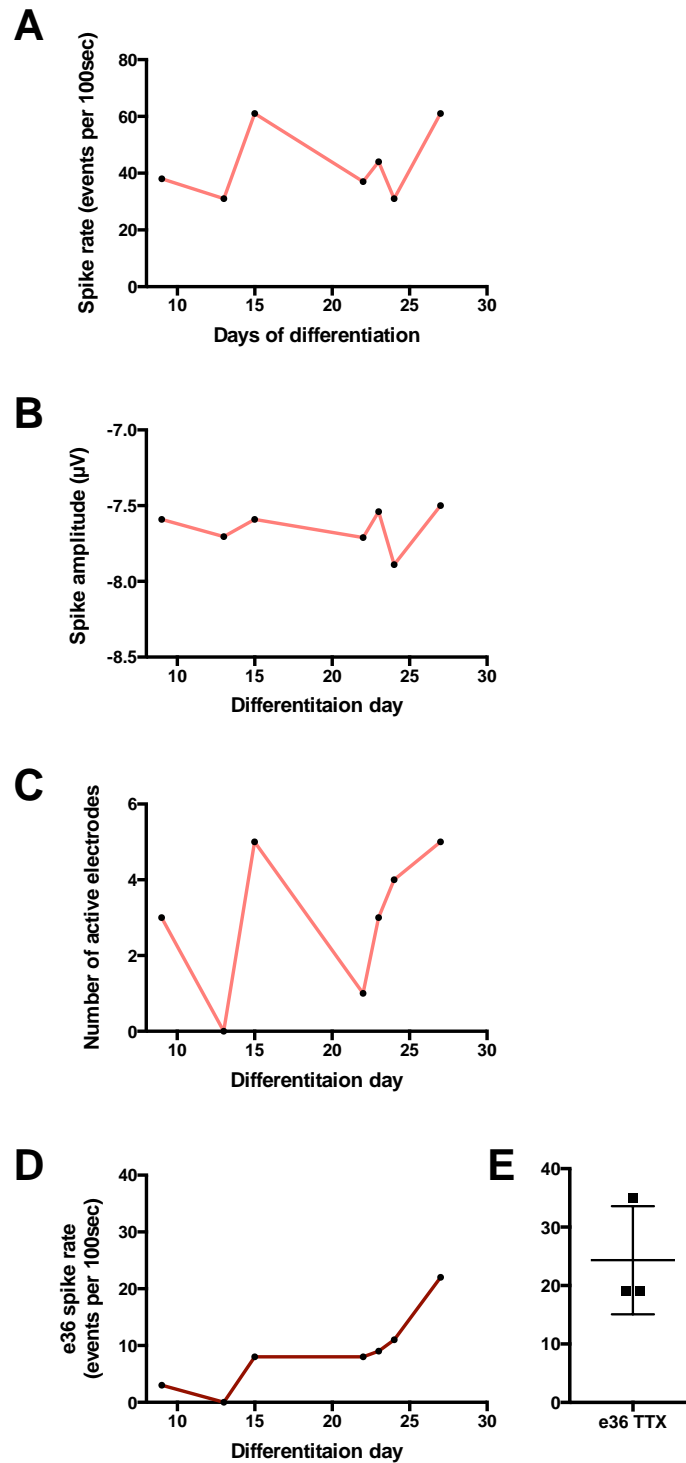 A
Spike rate (events per 100sec)
80
60
40
20
0
10 15 20 25 30
Days of differentiation
B
Spike amplitude (µV)
-7.0
-7.5
-8.0
-8.5
10 15 20 25 30
Differentitaion day
C
Number of active electrodes
6
4
2
0
10 15 20 25 30
Differentitaion day
D
e36 spike rate
(events per 100sec)
40
30
20
10
0
10 15 20 25 30
Differentitaion day
E
40
30
20
10
0
e36 TTX